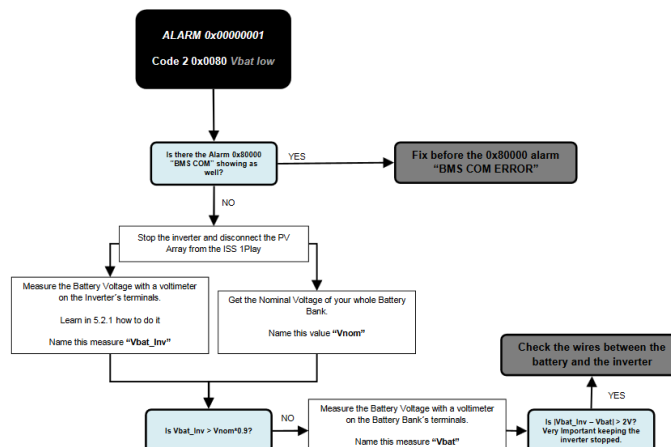 ALARM 0x00000001
Code 2 0x0080 Vbat low
Is there the Alarm 0x80000
"BMS COM" showing as
well?
YES
Fix before the 0x80000 alarm
“BMS COM ERROR”
NO
Stop the inverter and disconnect the PV
Array from the ISS 1Play
Measure the Battery Voltage with a voltimeter
on the Inverter´s terminals.
Learn in 5.2.1 how to do it
Name this measure “Vbat_Inv”
Get the Nominal Voltage of your whole Battery
Bank.
Name this value “Vnom”
Check the wires between the
battery and the inverter
YES
Is Vbat_Inv > Vnom*0.9?
NO
Measure the Battery Voltage with a voltimeter
on the Battery Bank's terminals.
Name this measure “Vbat”
Is |Vbat_Inv – Vbat| > 2V?
Very Important keeping the
inverter stopped.